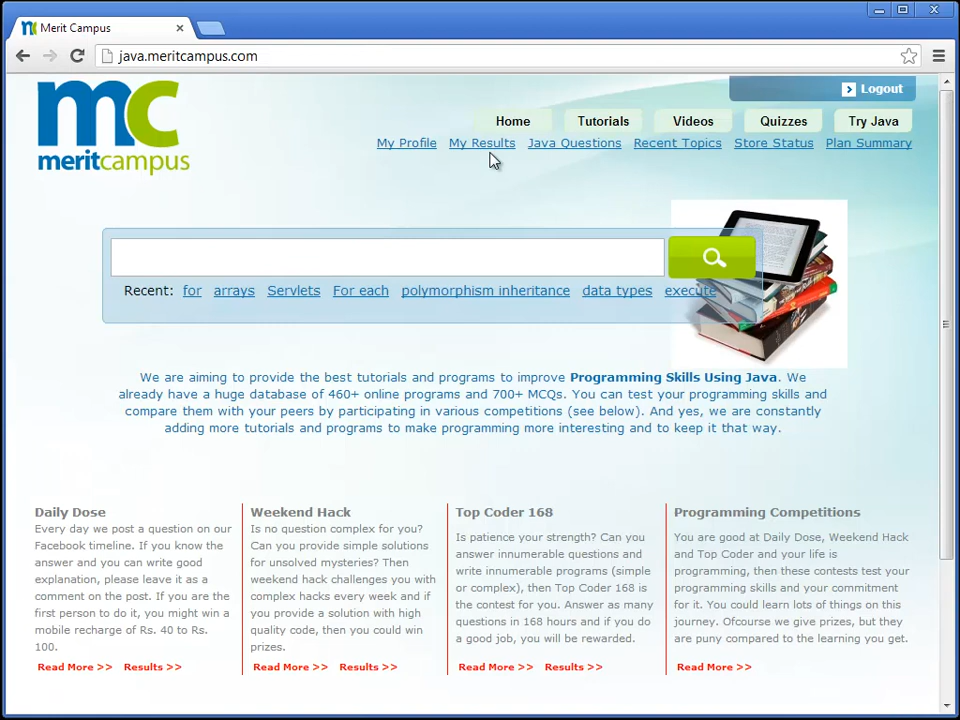 Merit Campus
java.meritcampus.com
mc
meritcampus
Logout
Home Tutorials Videos Quizzes Try Java
My Profile My Results Java Questions Recent Topics Store Status Plan Summary
Recent: for arrays Servlets For each polymorphism inheritance data types execute
We are aiming to provide the best tutorials and programs to improve Programming Skills Using Java. We
already have a huge database of 460+ online programs and 700+ MCQs. You can test your programming skills and
compare them with your peers by participating in various competitions (see below). And yes, we are constantly
adding more tutorials and programs to make programming more interesting and to keep it that way.
Daily Dose
Every day we post a question on our
Facebook timeline. If you know the
answer and you can write good
explanation, please leave it as a
comment on the post. If you are the
first person to do it, you might win a
mobile recharge of Rs. 40 to Rs.
100.
Read More >> Results >>
Weekend Hack
Is no question complex for you?
Can you provide simple solutions
for unsolved mysteries? Then
weekend hack challenges you with
complex hacks every week and if
you provide a solution with high
quality code, then you could win
prizes.
Read More >> Results >>
Top Coder 168
Is patience your strength? Can you
answer innumerable questions and
write innumerable programs (simple
or complex), then Top Coder 168 is
the contest for you. Answer as many
questions in 168 hours and if you do
a good job, you will be rewarded.
Read More >> Results >>
Programming Competitions
You are good at Daily Dose, Weekend Hack
and Top Coder and your life is
programming, then these contests test your
programming skills and your commitment
for it. You could learn lots of things on this
journey. Ofcourse we give prizes, but they
are puny compared to the learning you get.
Read More >>